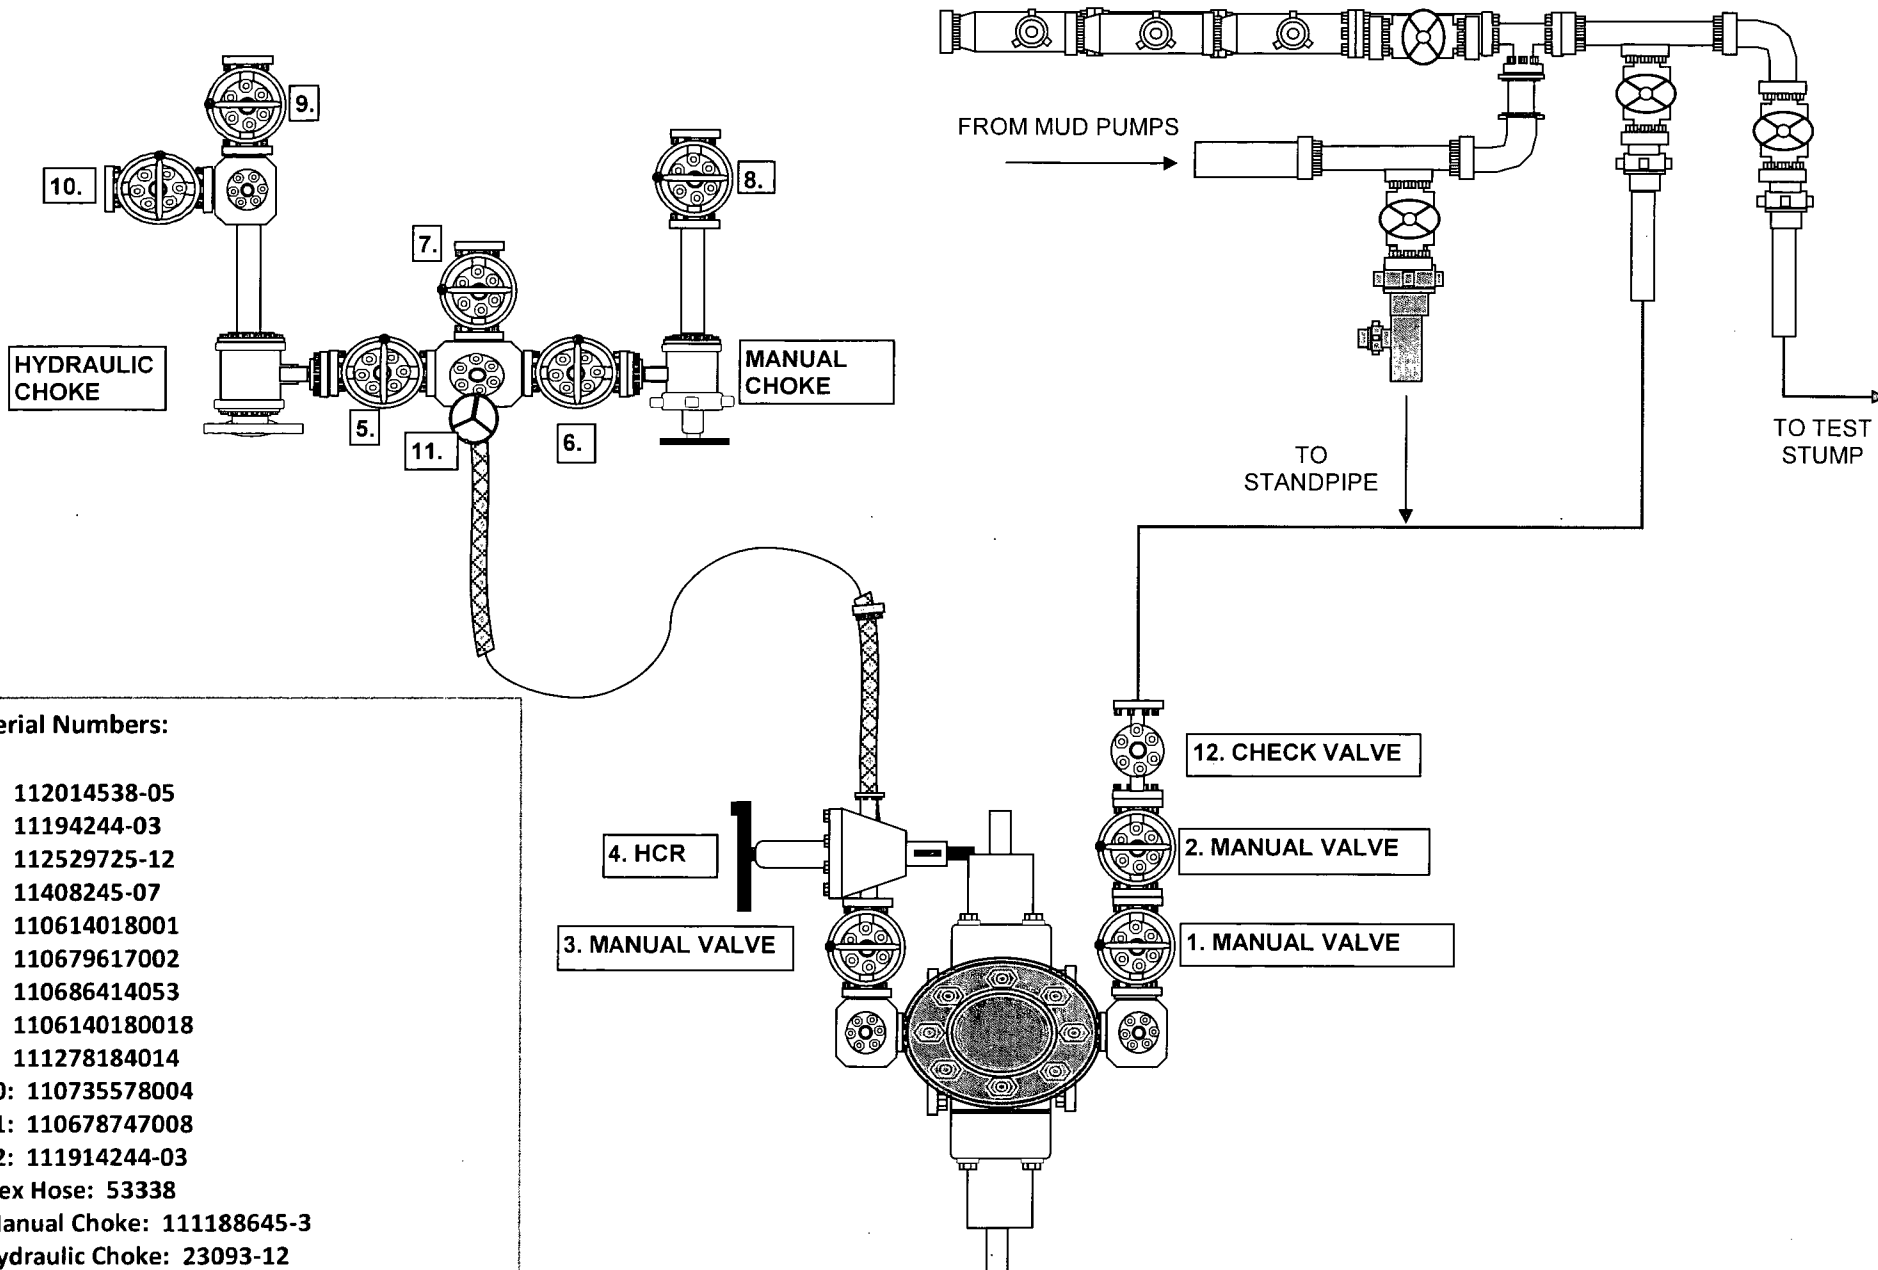 9.
10.
8.
7.
HYDRAULIC
CHOKE
MANUAL
CHOKE
5.
11.
6.
FROM MUD PUMPS
TO
STANDPIPE
TO TEST
STUMP
12. CHECK VALVE
2. MANUAL VALVE
1. MANUAL VALVE
4. HCR
3. MANUAL VALVE
erial Numbers:
112014538-05
11194244-03
112529725-12
11408245-07
110614018001
110679617002
110686414053
1106140180018
111278184014
0: 110735578004
1: 110678747008
2: 111914244-03
ex Hose: 53338
anual Choke: 111188645-3
ydraulic Choke: 23093-12